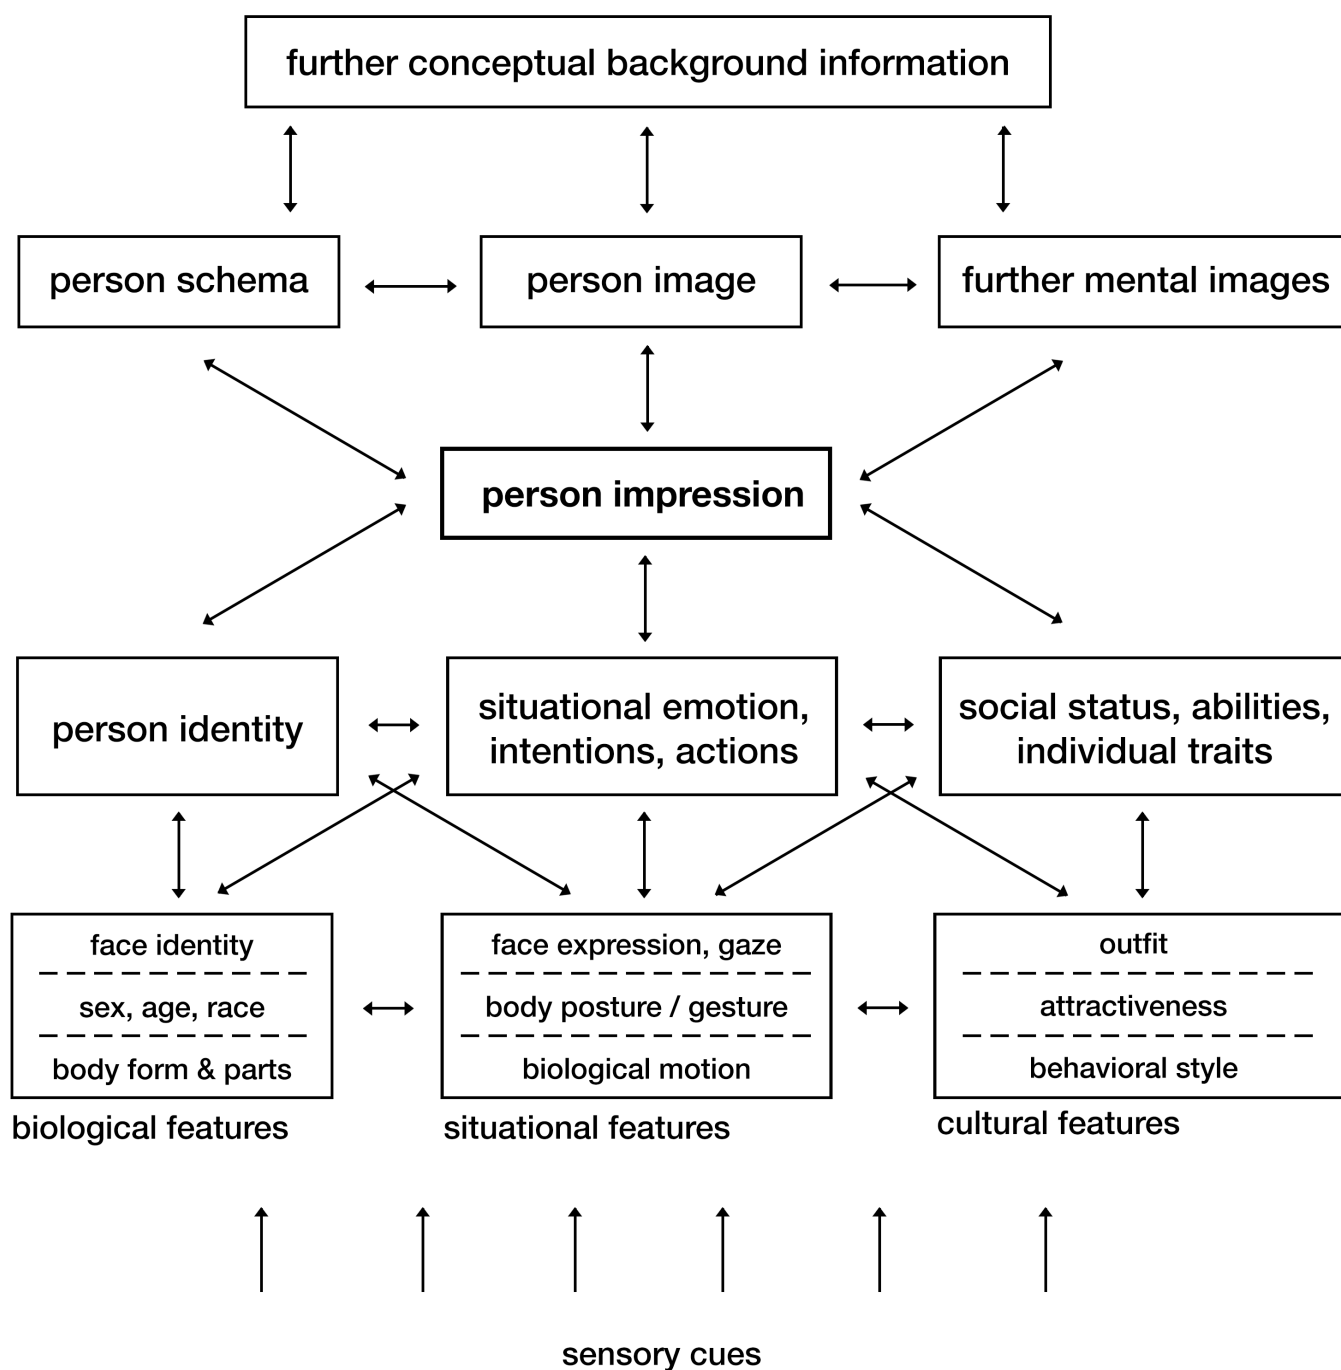 further conceptual background information
person schema
person image
further mental images
person impression
person identity
situational emotion,
intentions, actions
social status, abilities,
individual traits
face identity
sex, age, race
body form & parts
biological features
face expression, gaze
body posture / gesture
biological motion
situational features
outfit
attractiveness
behavioral style
cultural features
sensory cues